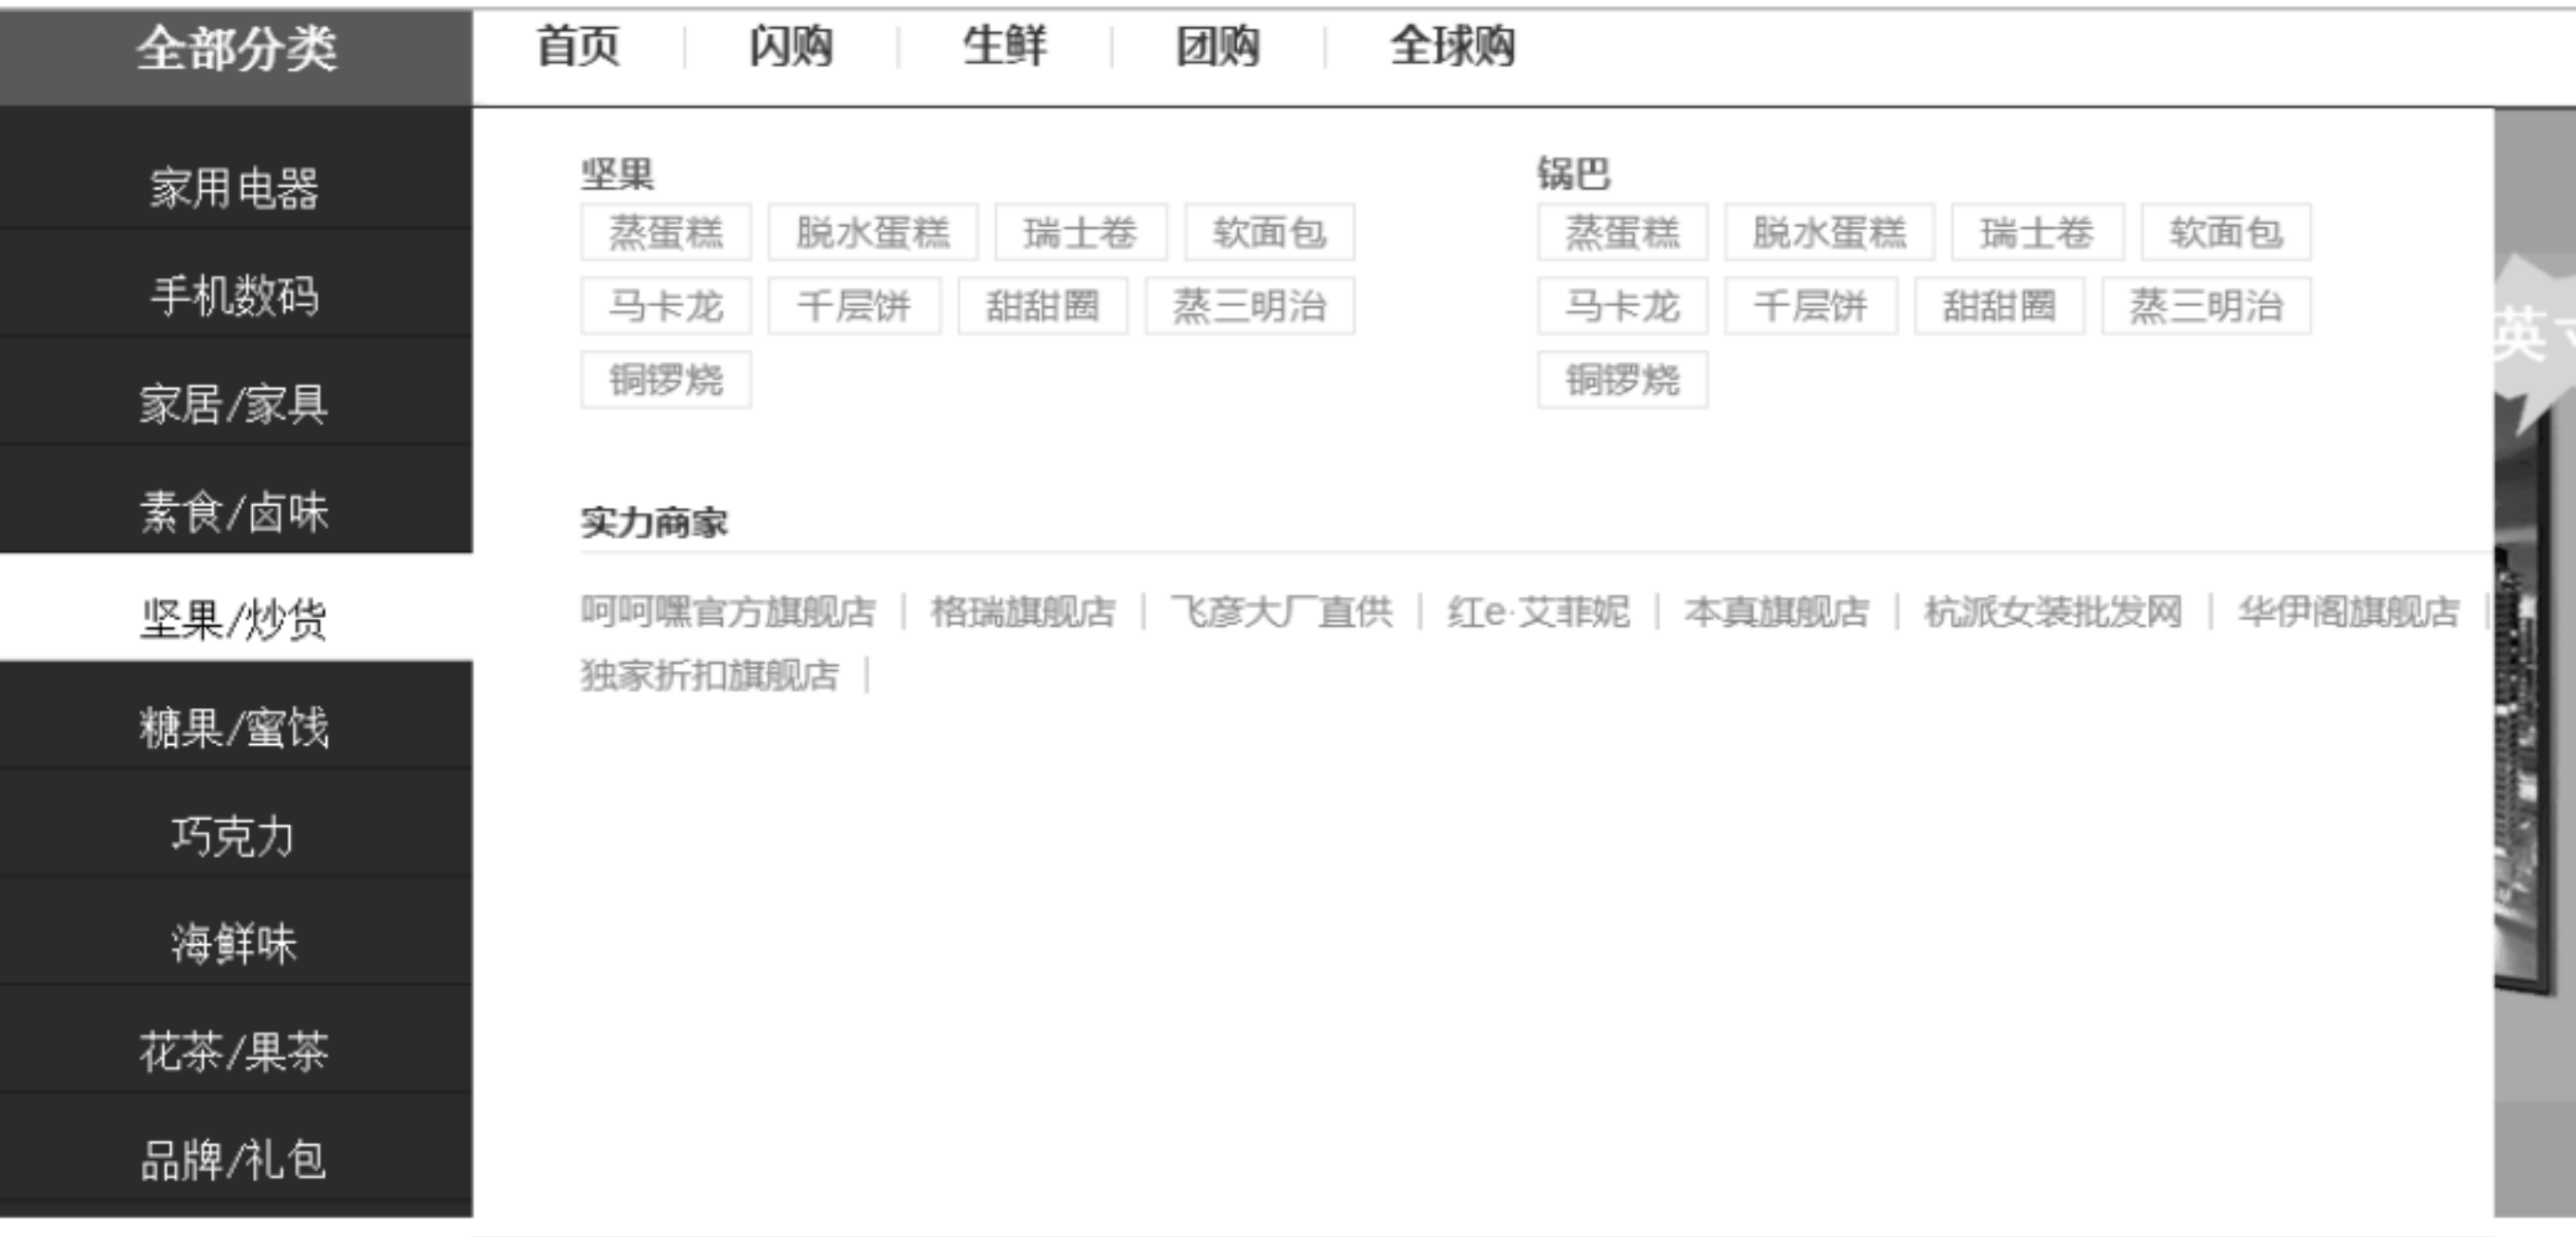 全部分类 首页 闪购 生鲜 团购 全球购
家用电器
手机数码
家居/家具
素食/卤味
坚果/炒货
糖果/蜜饯
巧克力
海鲜味
花茶/果茶
品牌/礼包
坚果
蒸蛋糕 脱水蛋糕 瑞士卷 软面包
马卡龙 千层饼 甜甜圈 蒸三明治
铜锣烧
锅巴
蒸蛋糕 脱水蛋糕 瑞士卷 软面包
马卡龙 千层饼 甜甜圈 蒸三明治
铜锣烧
实力商家
呵呵嘿官方旗舰店 | 格瑞旗舰店 | 飞彦大厂直供 | 红e·艾菲妮 | 本真旗舰店 | 杭派女装批发网 | 华伊阁旗舰店 |
独家折扣旗舰店 |
英